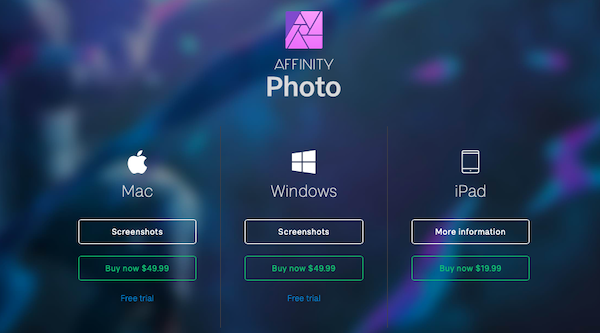 AFFINITY
Photo
Mac
Screenshots
Buy now $49.99
Free trial
Windows
Screenshots
Buy now $49.99
Free trial
iPad
More information
Buy now $19.99